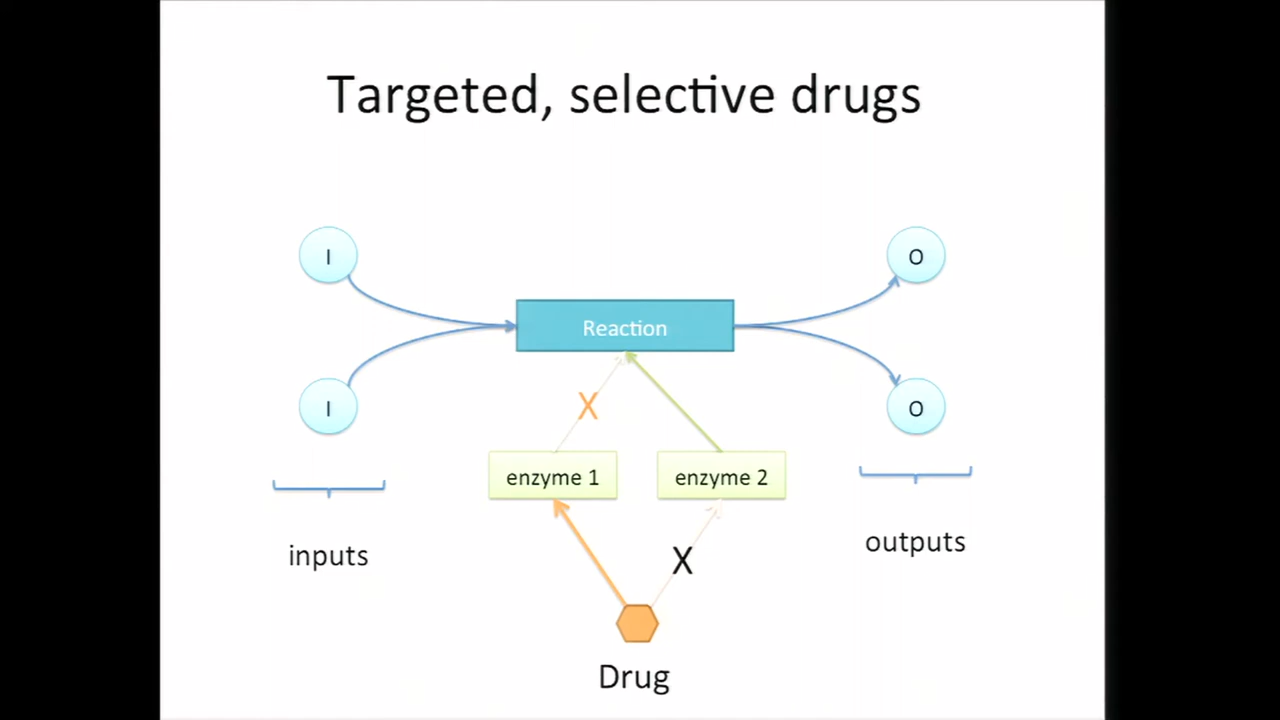 Targeted, selective drugs
I
O
Reaction
I
X
O
enzyme 1
enzyme 2
inputs
outputs
X
Drug